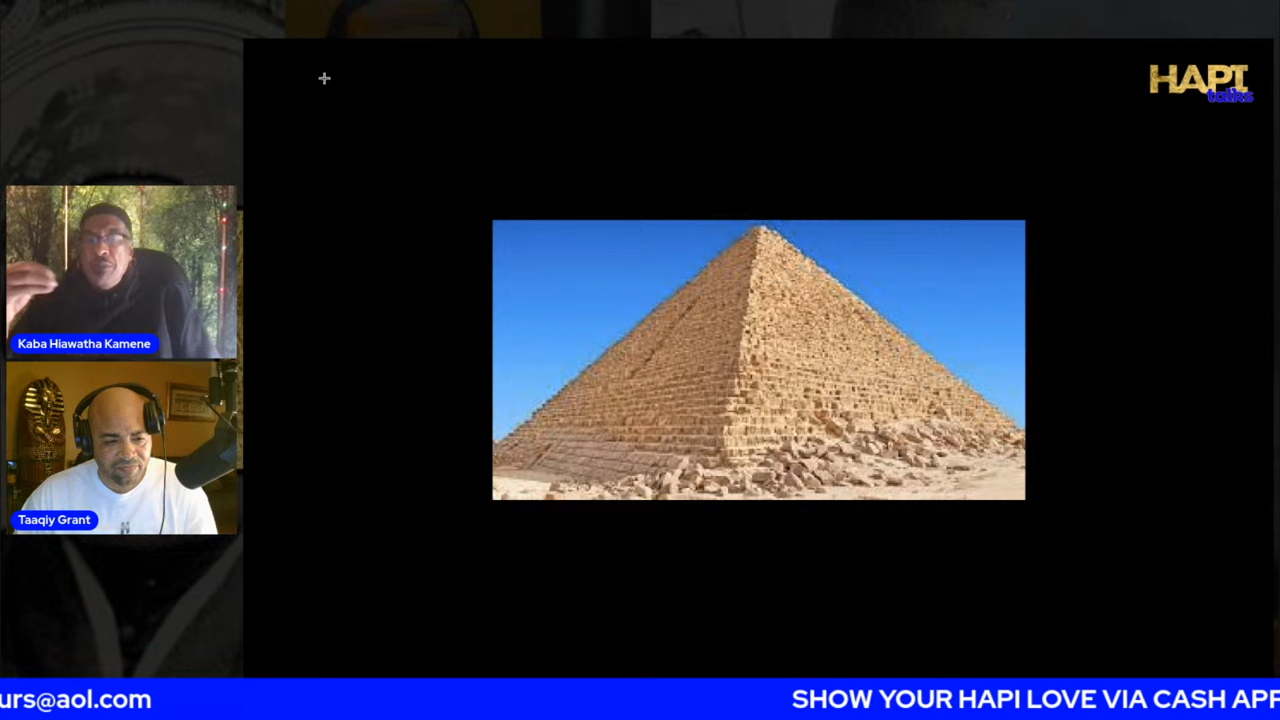 HAPI
talks
Kaba Hiawatha Kamene
Taaqiy Grant
urs@aol.com
SHOW YOUR HAPI LOVE VIA CASH APP